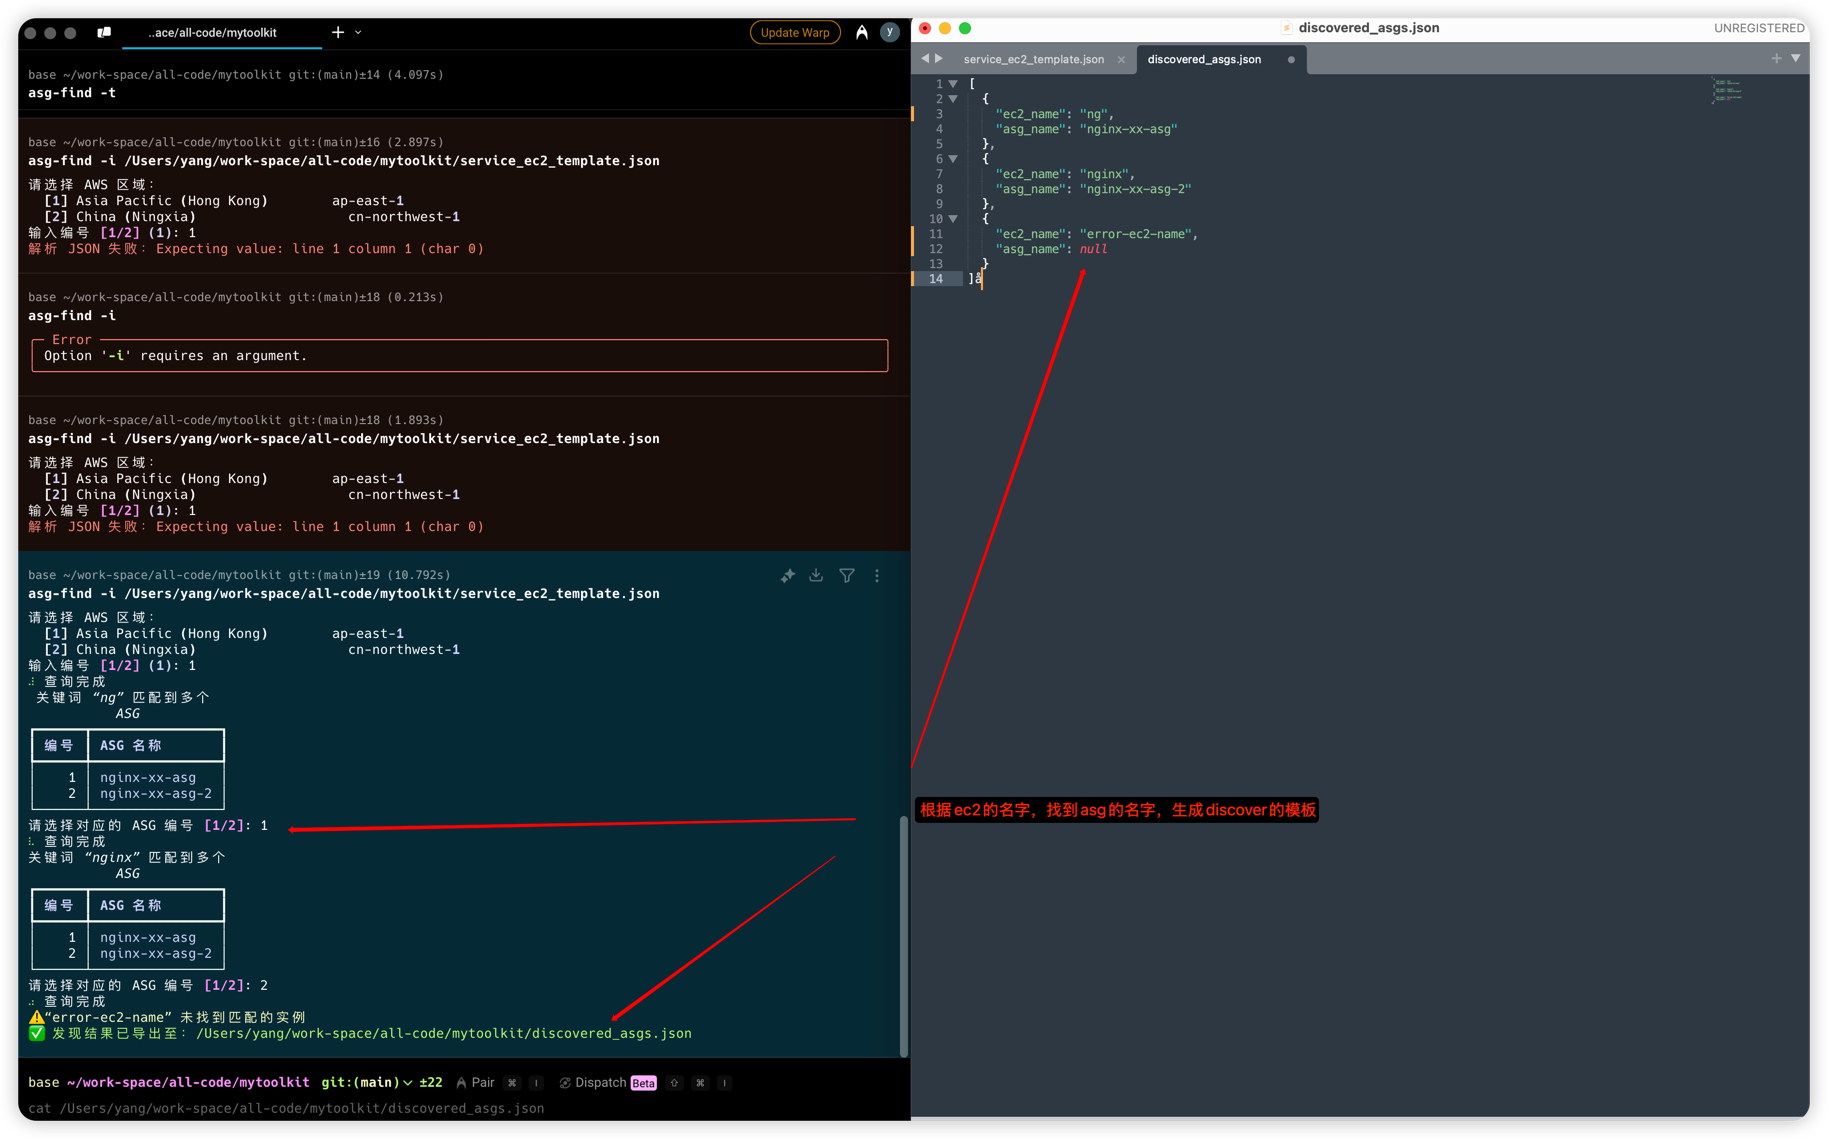 ..ace/all-code/mytoolkit
Update Warp
y
base ~/work-space/all-code/mytoolkit git:(main)±14 (4.097s)
asg-find -t
base ~/work-space/all-code/mytoolkit git:(main)±16 (2.897s)
asg-find -i /Users/yang/work-space/all-code/mytoolkit/service_ec2_template.json
请选择 AWS 区域:
[1] Asia Pacific (Hong Kong) ap-east-1
[2] China (Ningxia) cn-northwest-1
输入编号 [1/2] (1): 1
解析 JSON 失败: Expecting value: line 1 column 1 (char 0)
base ~/work-space/all-code/mytoolkit git:(main)±18 (0.213s)
asg-find -i
Error
Option '-i' requires an argument.
base ~/work-space/all-code/mytoolkit git:(main)±18 (1.893s)
asg-find -i /Users/yang/work-space/all-code/mytoolkit/service_ec2_template.json
请选择 AWS 区域:
[1] Asia Pacific (Hong Kong) ap-east-1
[2] China (Ningxia) cn-northwest-1
输入编号 [1/2] (1): 1
解析 JSON 失败: Expecting value: line 1 column 1 (char 0)
base ~/work-space/all-code/mytoolkit git:(main)±19 (10.792s)
asg-find -i /Users/yang/work-space/all-code/mytoolkit/service_ec2_template.json
请选择 AWS 区域:
[1] Asia Pacific (Hong Kong) ap-east-1
[2] China (Ningxia) cn-northwest-1
输入编号 [1/2] (1): 1
查询完成
关键词 “ng” 匹配到多个
ASG
编号 ASG 名称
1 nginx-xx-asg
2 nginx-xx-asg-2
请选择对应的 ASG 编号 [1/2]: 1
查询完成
关键词 “nginx” 匹配到多个
ASG
编号 ASG 名称
1 nginx-xx-asg
2 nginx-xx-asg-2
请选择对应的 ASG 编号 [1/2]: 2
查询完成
⚠️“error-ec2-name” 未找到匹配的实例
✅ 发现结果已导出至: /Users/yang/work-space/all-code/mytoolkit/discovered_asgs.json
base ~/work-space/all-code/mytoolkit git:(main) ±22 Pair ⌘ I Dispatch Beta ⇧ ⌘ I
cat /Users/yang/work-space/all-code/mytoolkit/discovered_asgs.json
discovered_asgs.json
UNREGISTERED
service_ec2_template.json
discovered_asgs.json
1 [
2 {
3 "ec2_name": "ng",
4 "asg_name": "nginx-xx-asg"
5 },
6 {
7 "ec2_name": "nginx",
8 "asg_name": "nginx-xx-asg-2"
9 },
10 {
11 "ec2_name": "error-ec2-name",
12 "asg_name": null
13 }
14 ]å
根据ec2的名字，找到asg的名字，生成discover的模板